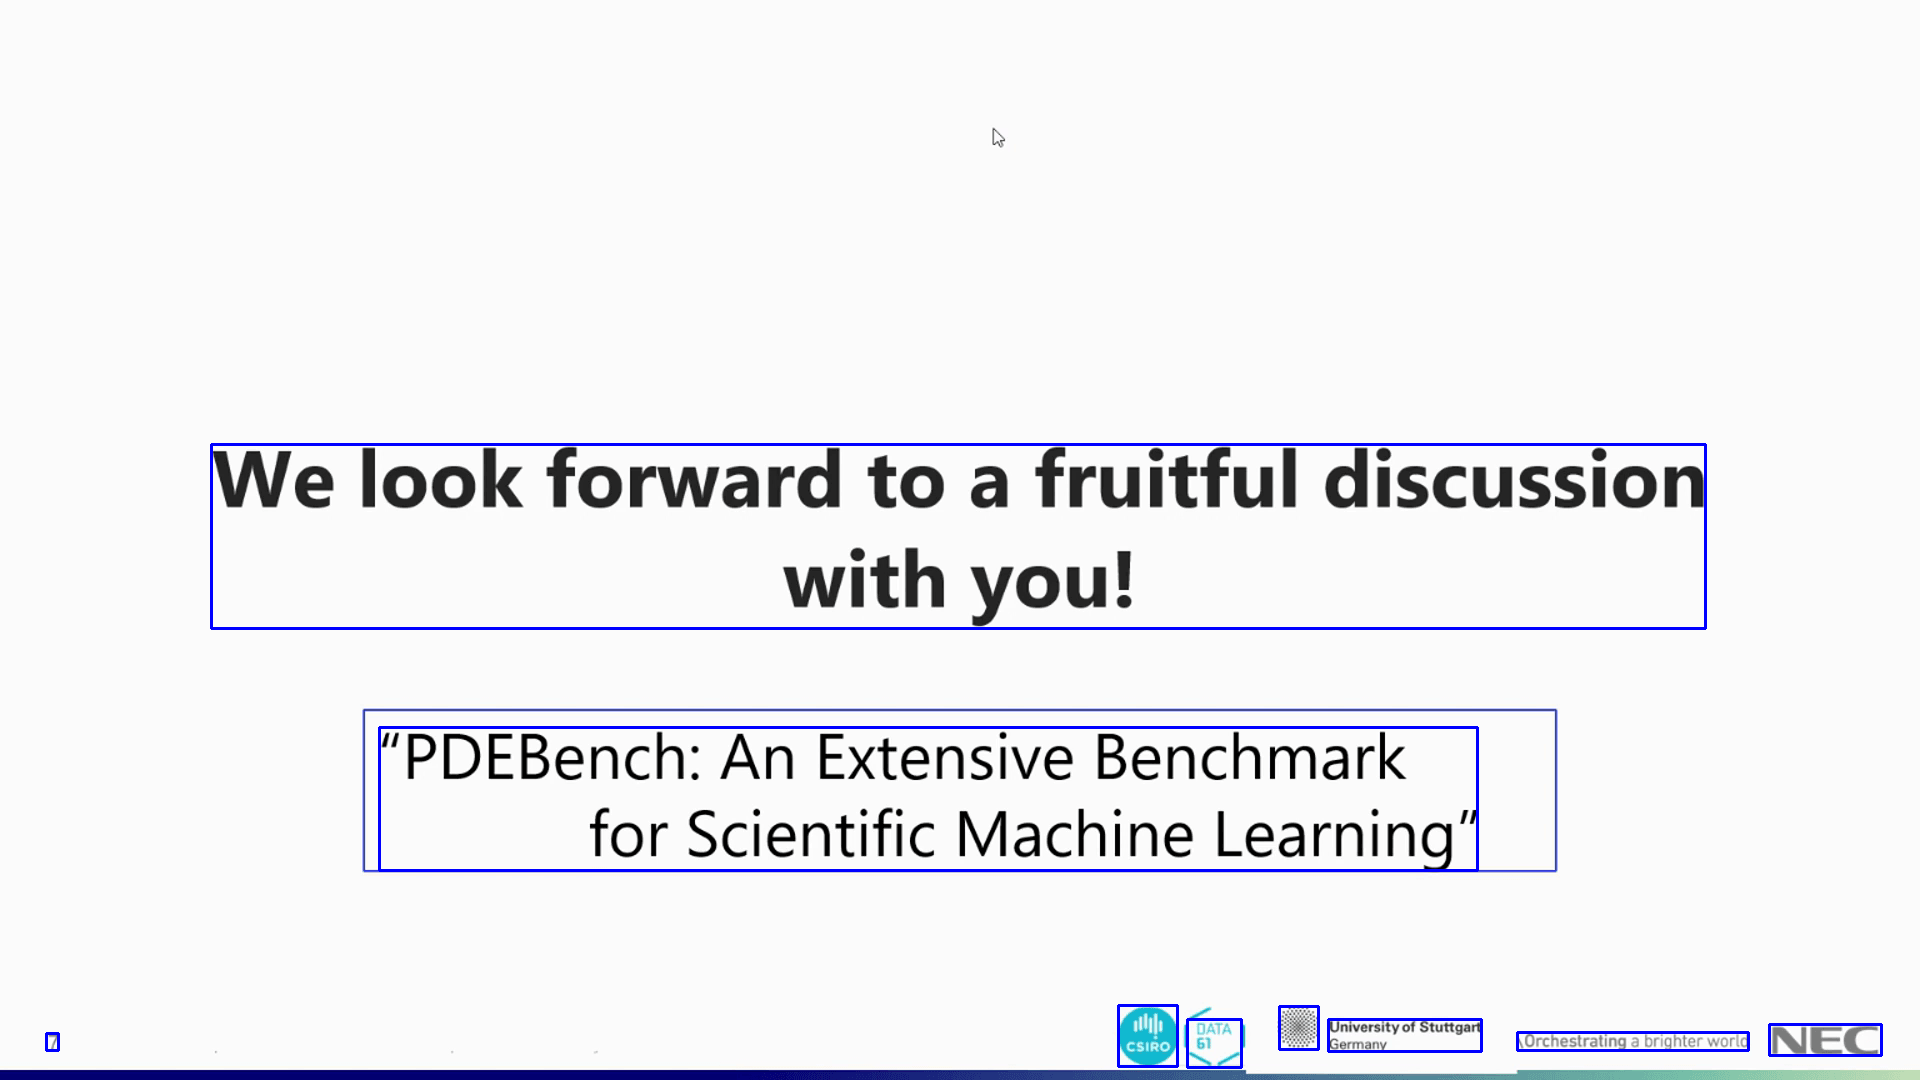 We look forward to a fruitful discussion
with you!
“PDEBench: An Extensive Benchmark
for Scientific Machine Learning”
7
CSIRO
DATA
61
University of Stuttgart
Germany
\Orchestrating a brighter world
NEC